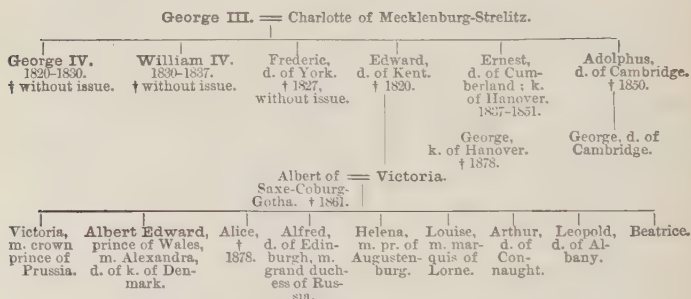 George III. = Charlotte of Mecklenburg-Strelitz.
George IV.
1820-1830.
† without issue.
William IV.
1830-1837.
† without issue.
Frederic,
d. of York.
† 1827,
without issue.
Edward,
d. of Kent.
† 1820.
Ernest,
d. of Cum-
berland; k.
of Hanover.
1837-1851.
Adolphus,
d. of Cambridge.
† 1850.
George,
k. of Hanover.
† 1878.
George, d. of
Cambridge.
Albert of = Victoria.
Saxe-Coburg-
Gotha. † 1861.
Victoria,
m. crown
prince of
Prussia.
Albert Edward,
prince of Wales,
m. Alexandra,
d. of k. of Den-
mark.
Alice,
†
1878.
Alfred,
d. of Edin-
burgh, m.
grand duch-
ess of Rus-
sia.
Helena,
m. pr. of
Augusten-
burg.
Louise,
m. mar-
quis of
Lorne.
Arthur,
d. of
Con-
naught.
Leopold,
d. of Al-
bany.
Beatrice.